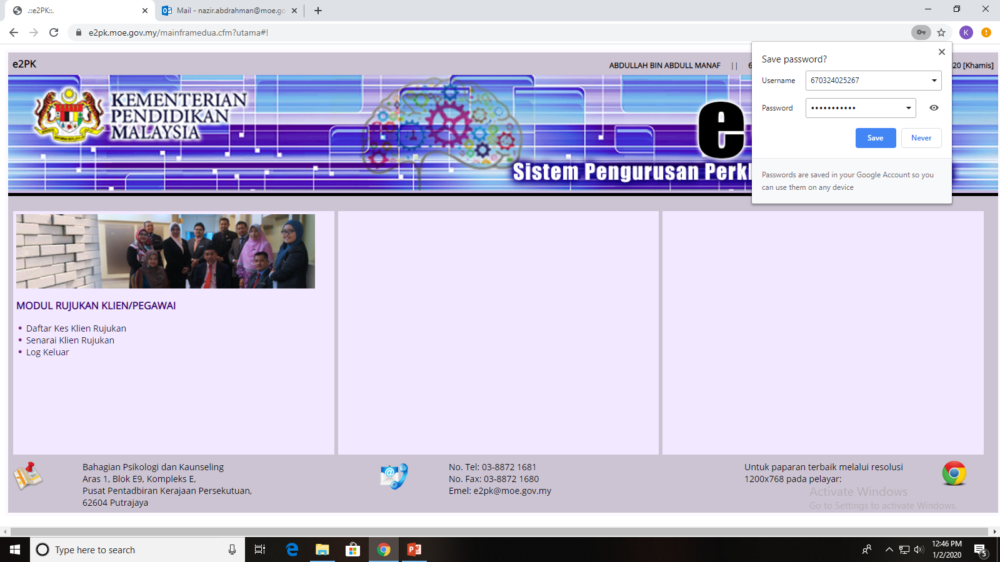 .::e2PK::.
Mail - nazir.abdrahman@moe.go
e2pk.moe.gov.my/mainframedua.cfm?utama#!
K
e2PK
ABDULLAH BIN ABDULL MANAF || 6
20 [Khamis]
KEMENTERIAN
PENDIDIKAN
MALAYSIA
e
Sistem Pengurusan Perkl
Save password?
Username 670324025267
Password •••••••••••
Save Never
Passwords are saved in your Google Account so you
can use them on any device
MODUL RUJUKAN KLIEN/PEGAWAI
• Daftar Kes Klien Rujukan
• Senarai Klien Rujukan
• Log Keluar
Bahagian Psikologi dan Kaunseling
Aras 1, Blok E9, Kompleks E,
Pusat Pentadbiran Kerajaan Persekutuan,
62604 Putrajaya
No. Tel: 03-8872 1681
No. Fax: 03-8872 1680
Emel: e2pk@moe.gov.my
Untuk paparan terbaik melalui resolusi
1200x768 pada pelayar:
Activate Windows
Go to Settings to activate Windows.
Type here to search
12:46 PM
1/2/2020
5